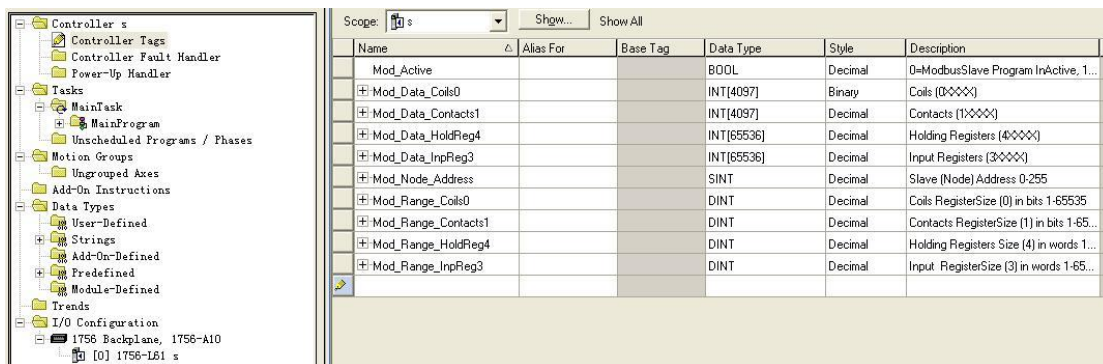 Controller s
Controller Tags
Controller Fault Handler
Power-Up Handler
Tasks
MainTask
MainProgram
Unscheduled Programs / Phases
Motion Groups
Ungrouped Axes
Add-On Instructions
Data Types
User-Defined
Strings
Add-On-Defined
Predefined
Module-Defined
Trends
I/O Configuration
1756 Backplane, 1756-A10
[0] 1756-L61 s
Scope: s Show... Show All
Name Alias For Base Tag Data Type Style Description
Mod_Active BOOL Decimal 0=ModbusSlave Program InActive, 1...
Mod_Data_Coils0 INT[4097] Binary Coils (0XXXX)
Mod_Data_Contacts1 INT[4097] Decimal Contacts (1XXXX)
Mod_Data_HoldReg4 INT[65536] Decimal Holding Registers (4XXXX)
Mod_Data_InpReg3 INT[65536] Decimal Input Registers (3XXXX)
Mod_Node_Address SINT Decimal Slave (Node) Address 0-255
Mod_Range_Coils0 DINT Decimal Coils RegisterSize (0) in bits 1-65535
Mod_Range_Contacts1 DINT Decimal Contacts RegisterSize (1) in bits 1-65...
Mod_Range_HoldReg4 DINT Decimal Holding Registers Size (4) in words 1...
Mod_Range_InpReg3 DINT Decimal Input RegisterSize (3) in words 1-65...